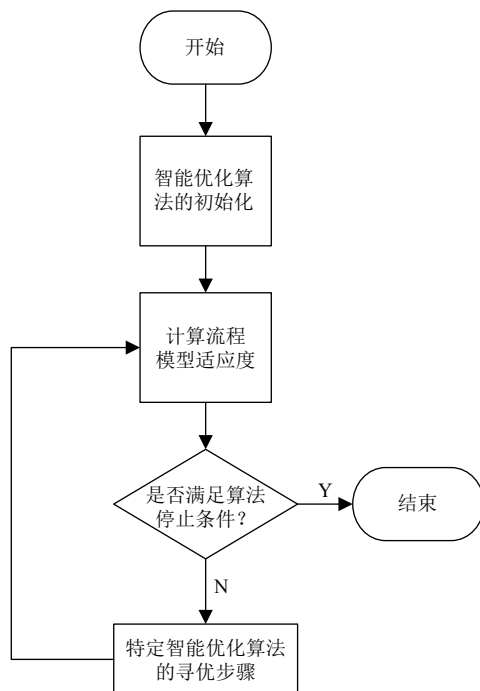 开始
智能优化算
法的初始化
计算流程
模型适应度
是否满足算法
停止条件？
Y
结束
N
特定智能优化算法
的寻优步骤